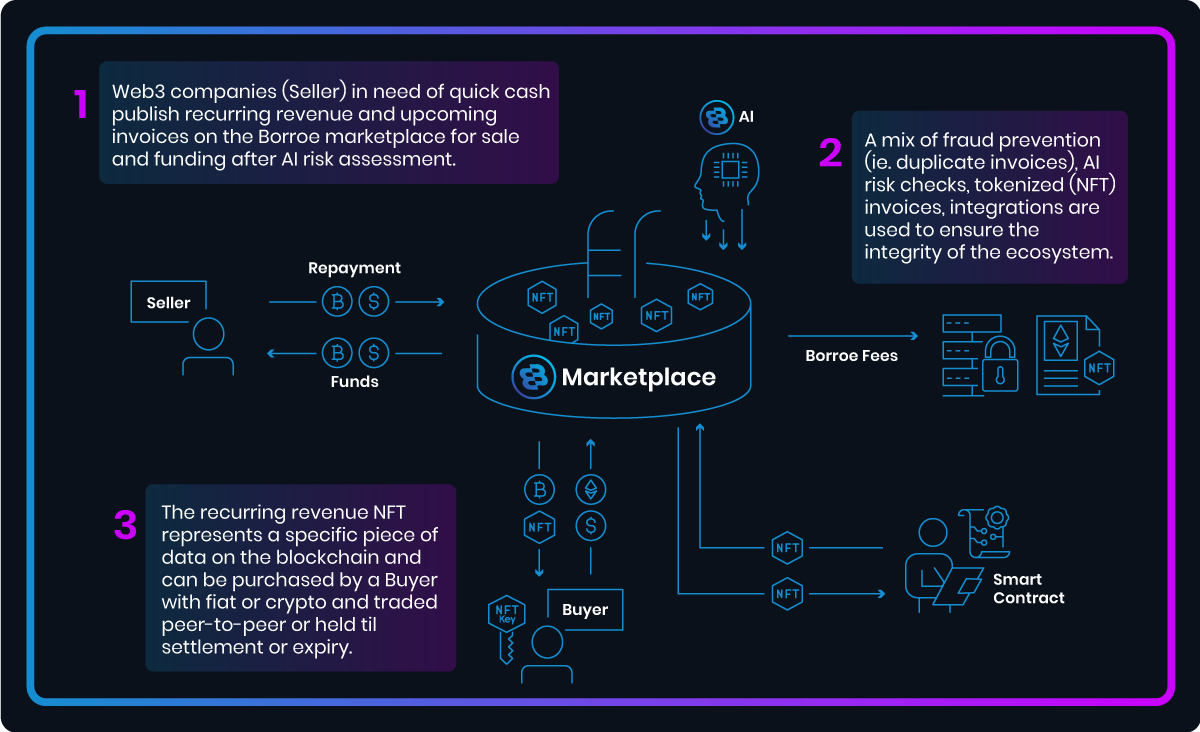 1
Web3 companies (Seller) in need of quick cash
publish recurring revenue and upcoming
invoices on the Borroe marketplace for sale
and funding after AI risk assessment.
AI
2
A mix of fraud prevention
(ie. duplicate invoices), AI
risk checks, tokenized (NFT)
invoices, integrations are
used to ensure the
integrity of the ecosystem.
Seller
Repayment
₿ $
₿ $
Funds
NFT
NFT
NFT
NFT
NFT
Marketplace
Borroe Fees
NFT
3
The recurring revenue NFT
represents a specific piece of
data on the blockchain and
can be purchased by a Buyer
with fiat or crypto and traded
peer-to-peer or held til
settlement or expiry.
₿
NFT $
NFT
Key
Buyer
NFT
NFT
Smart
Contract